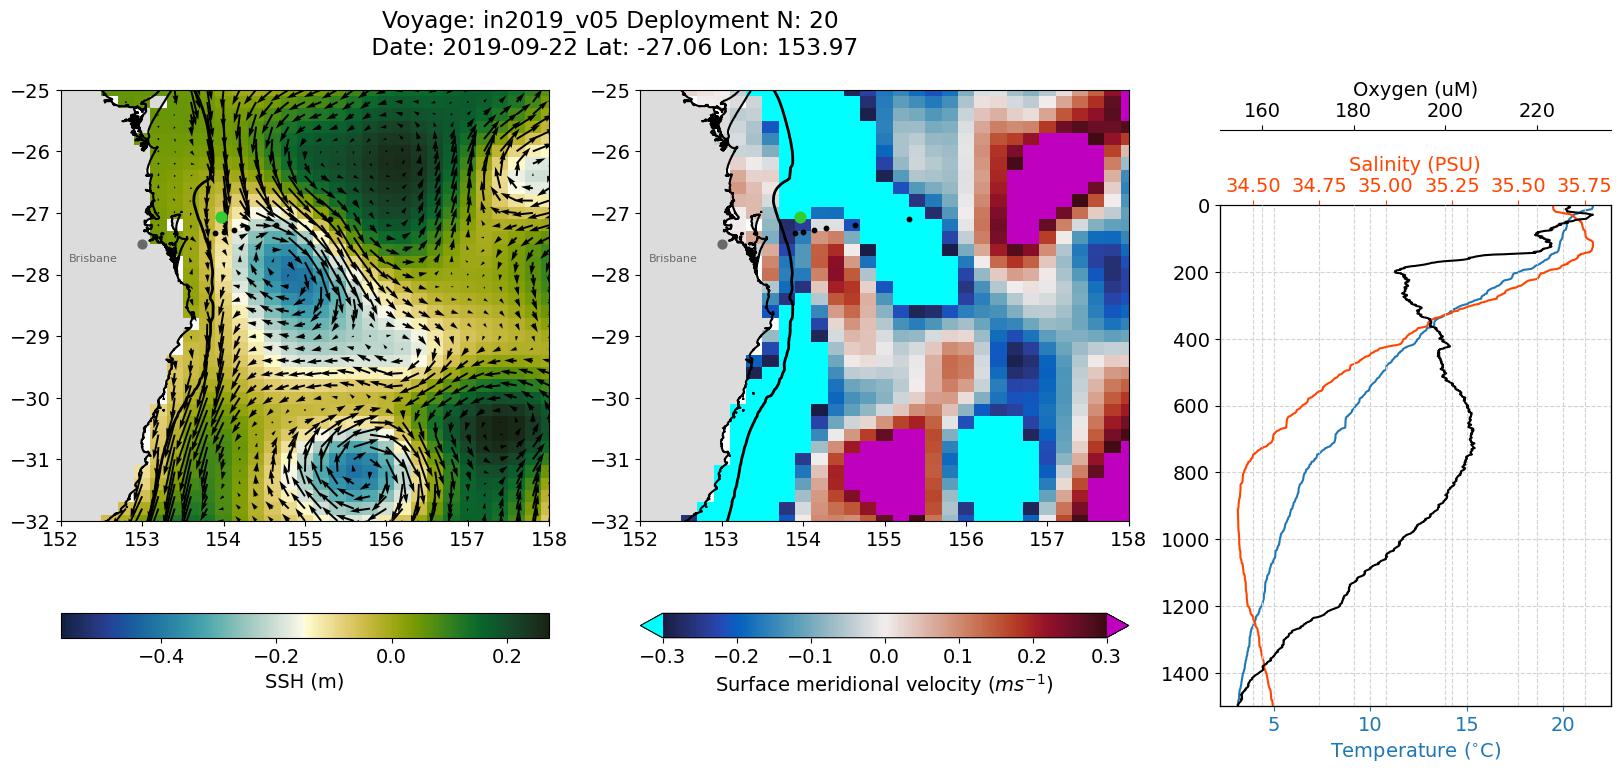 Voyage: in2019_v05 Deployment N: 20
Date: 2019-09-22 Lat: -27.06 Lon: 153.97
−25
−26
−27
−28
−29
−30
−31
−32
Brisbane
152 153 154 155 156 157 158
−0.4 −0.2 0.0 0.2
SSH (m)
−25
−26
−27
−28
−29
−30
−31
−32
Brisbane
152 153 154 155 156 157 158
−0.3 −0.2 −0.1 0.0 0.1 0.2 0.3
Surface meridional velocity (ms⁻¹)
Oxygen (uM)
160 180 200 220
Salinity (PSU)
34.50 34.75 35.00 35.25 35.50 35.75
0
200
400
600
800
1000
1200
1400
5 10 15 20
Temperature (°C)